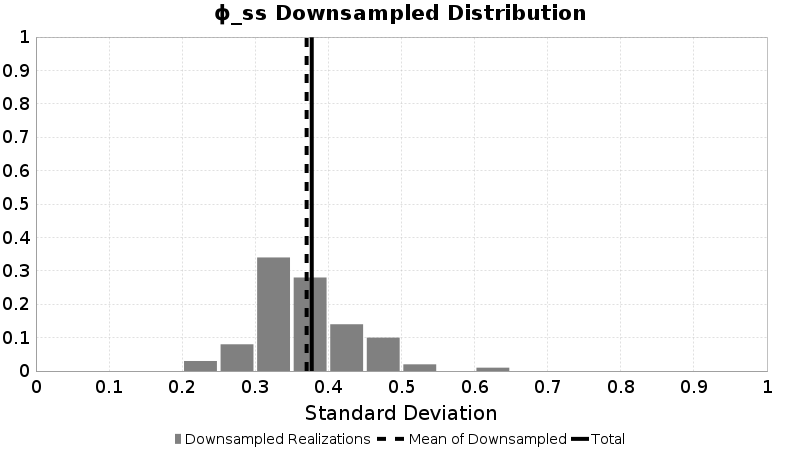 ϕ_ss Downsampled Distribution
1
0.9
0.8
0.7
0.6
0.5
0.4
0.3
0.2
0.1
0
0 0.1 0.2 0.3 0.4 0.5 0.6 0.7 0.8 0.9 1
Standard Deviation
Downsampled Realizations Mean of Downsampled Total